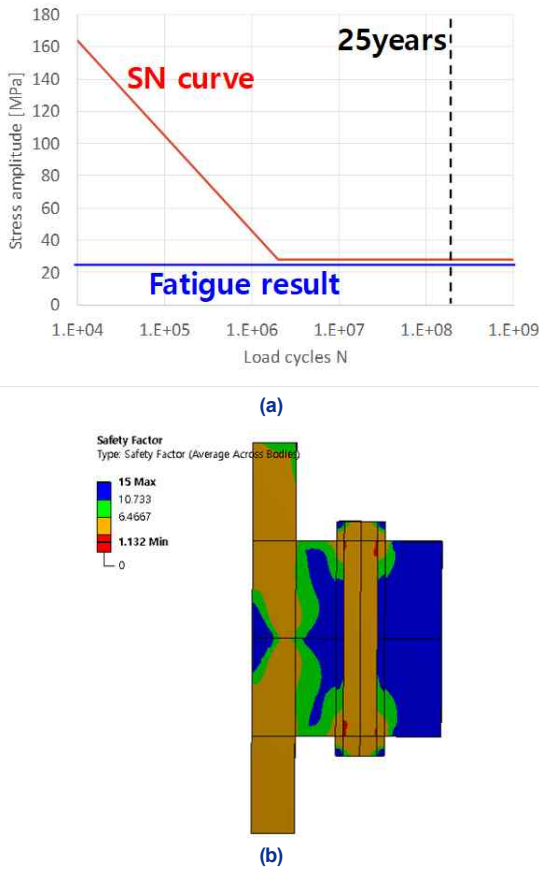 180
160
140
120
100
80
60
40
20
0
Stress amplitude [MPa]
25years
SN curve
Fatigue result
1.E+04 1.E+05 1.E+06 1.E+07 1.E+08 1.E+09
Load cycles N
(a)
Safety Factor
Type: Safety Factor (Average Across Bodies)
15 Max
10.733
6.4667
1.132 Min
0
(b)